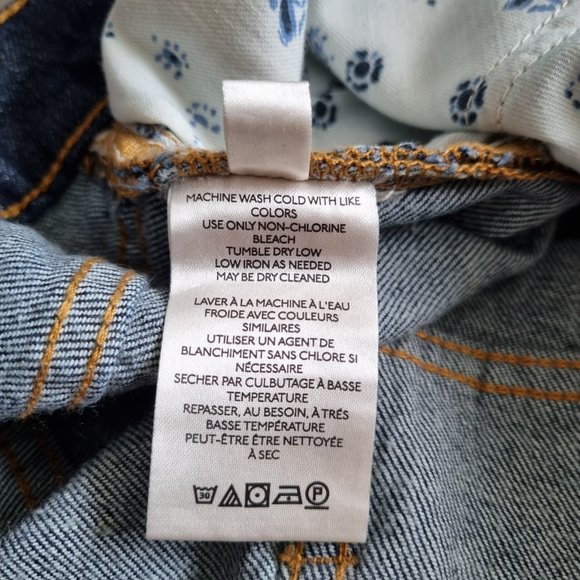 MACHINE WASH COLD WITH LIKE
COLORS
USE ONLY NON-CHLORINE
BLEACH
TUMBLE DRY LOW
LOW IRON AS NEEDED
MAY BE DRY CLEANED
LAVER À LA MACHINE À L'EAU
FROIDE AVEC COULEURS
SIMILAIRES
UTILISER UN AGENT DE
BLANCHIMENT SANS CHLORE SI
NÉCESSAIRE
SECHER PAR CULBUTAGE À BASSE
TEMPERATURE
REPASSER, AU BESOIN, À TRÉS
BASSE TEMPÉRATURE
PEUT-ÊTRE ÊTRE NETTOYÉE
À SEC
30 P